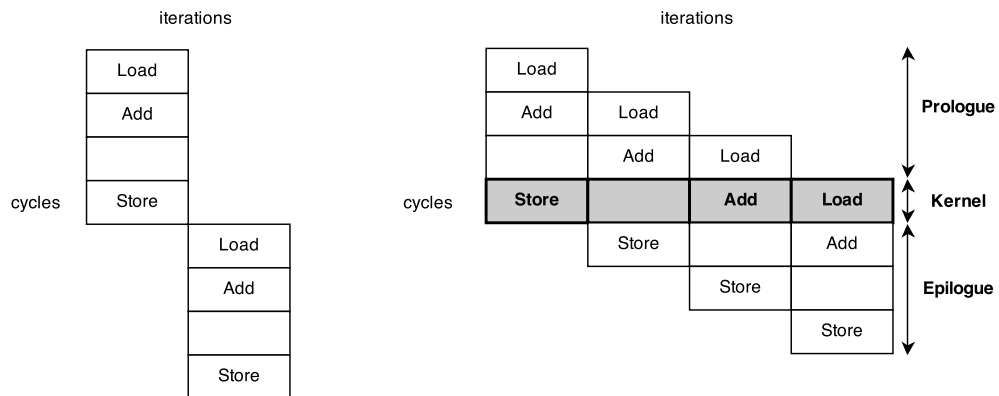 iterations
iterations
Load
Load
Add
Add
Load
Prologue
Add
Load
cycles
Store
cycles
Store
Add
Load
Kernel
Load
Store
Add
Add
Store
Epilogue
Store
Store